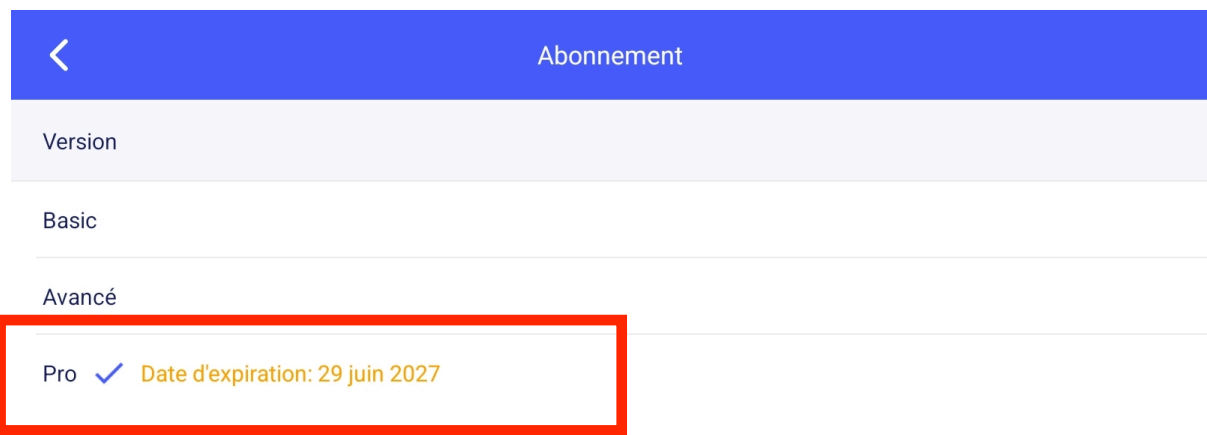 Abonnement
Version
Basic
Avancé
Pro Date d'expiration: 29 juin 2027